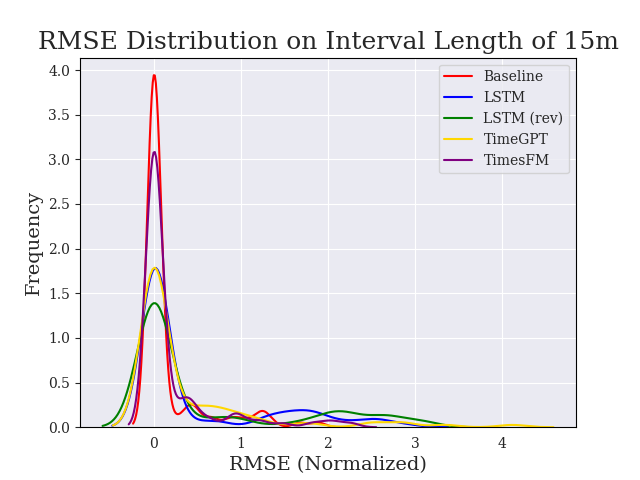 RMSE Distribution on Interval Length of 15m
4.0
3.5
3.0
2.5
2.0
1.5
1.0
0.5
0.0
Frequency
Baseline
LSTM
LSTM (rev)
TimeGPT
TimesFM
0 1 2 3 4
RMSE (Normalized)